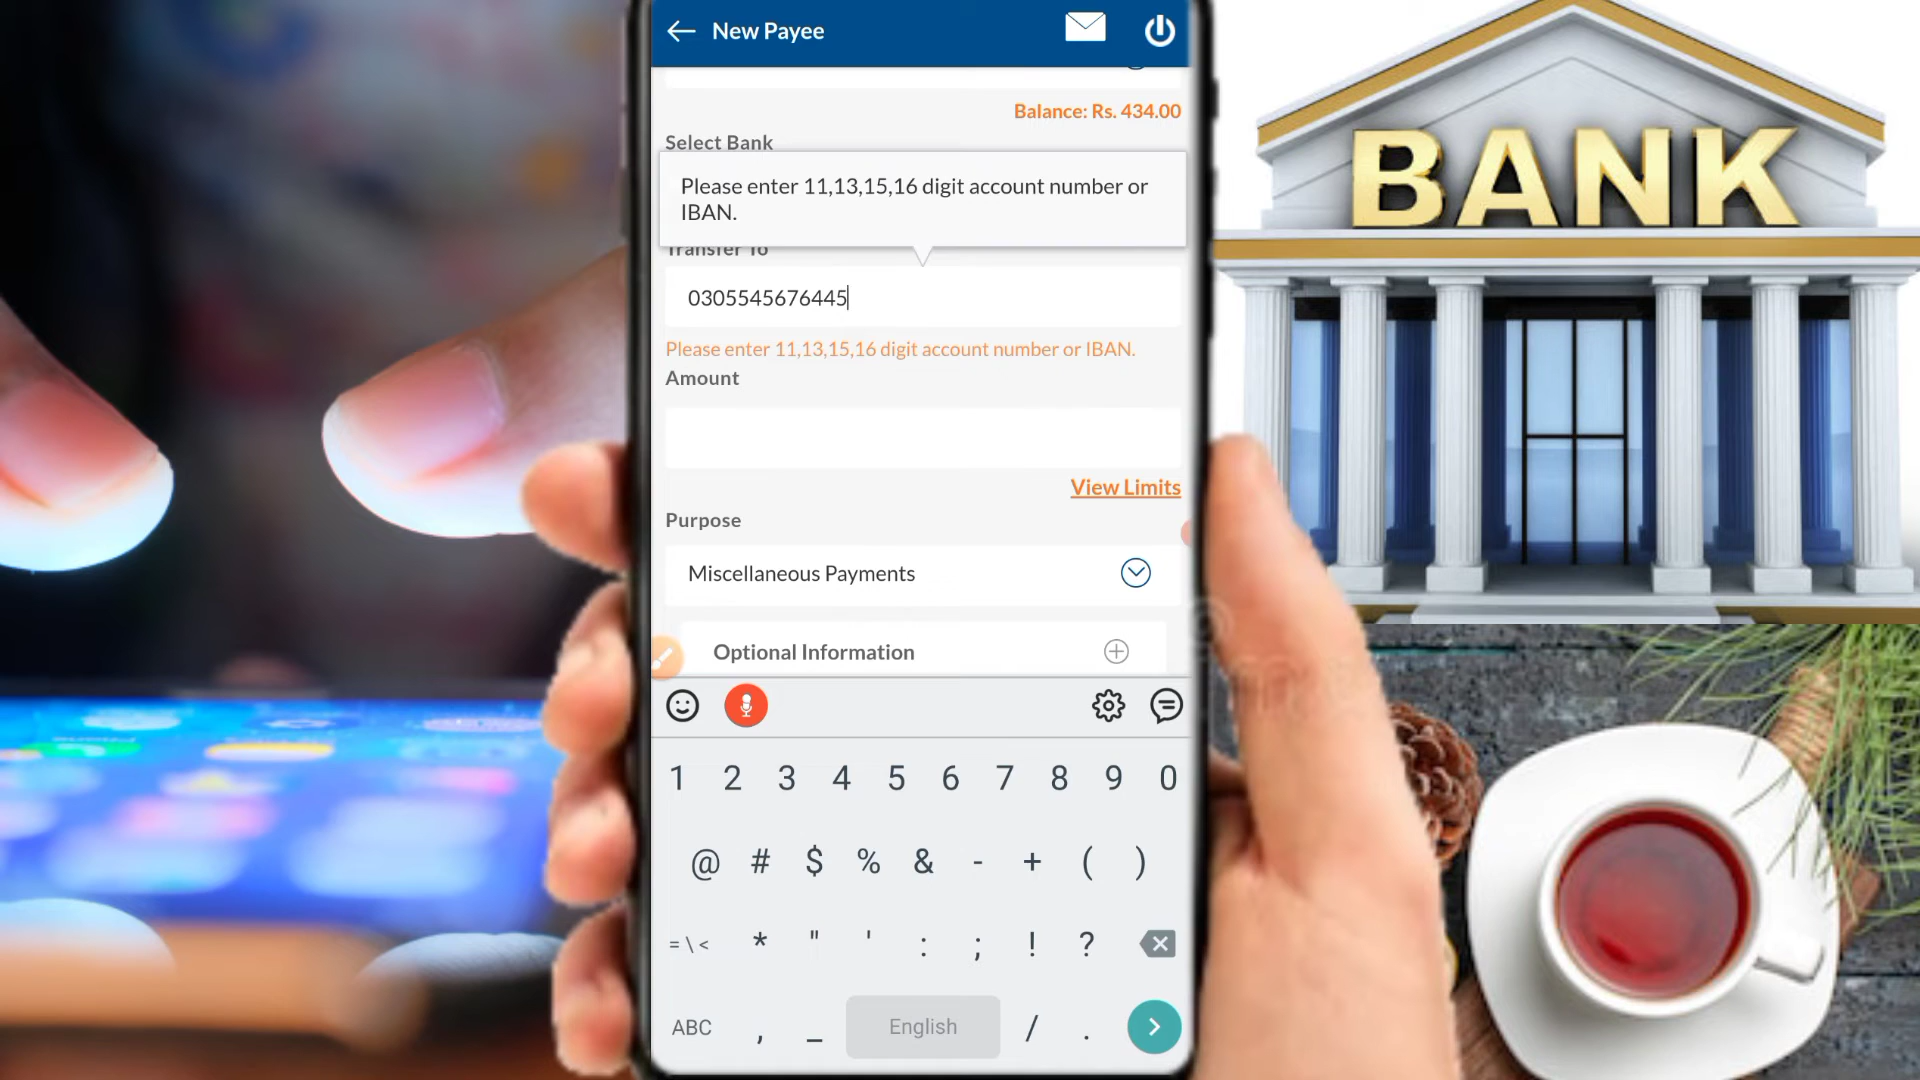 New Payee
Balance: Rs. 434.00
Select Bank
Please enter 11,13,15,16 digit account number or
IBAN.
Transfer To
0305545676445
Please enter 11,13,15,16 digit account number or IBAN.
Amount
View Limits
Purpose
Miscellaneous Payments
Optional Information
1 2 3 4 5 6 7 8 9 0
@ # $ % & - + ( )
= \ < * " ' : ; ! ?
ABC , _ English / .
BANK